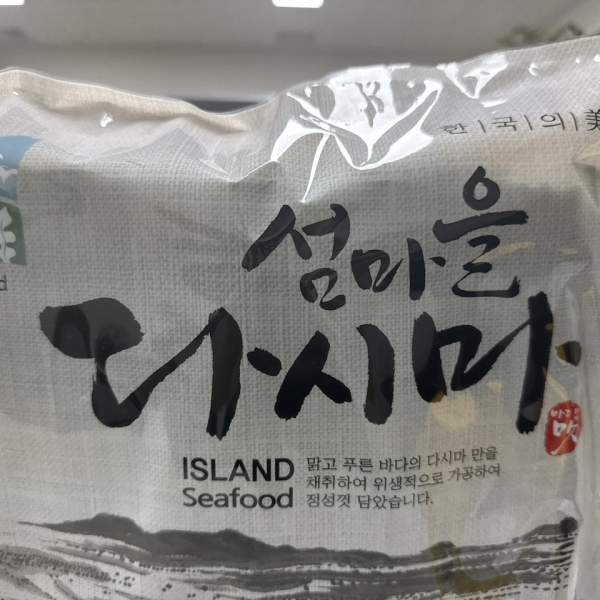 한|국|의|美
섬마을
다시마
맛
ISLAND
Seafood
맑고 푸른 바다의 다시마 만을
채취하여 위생적으로 가공하여
정성껏 담았습니다.